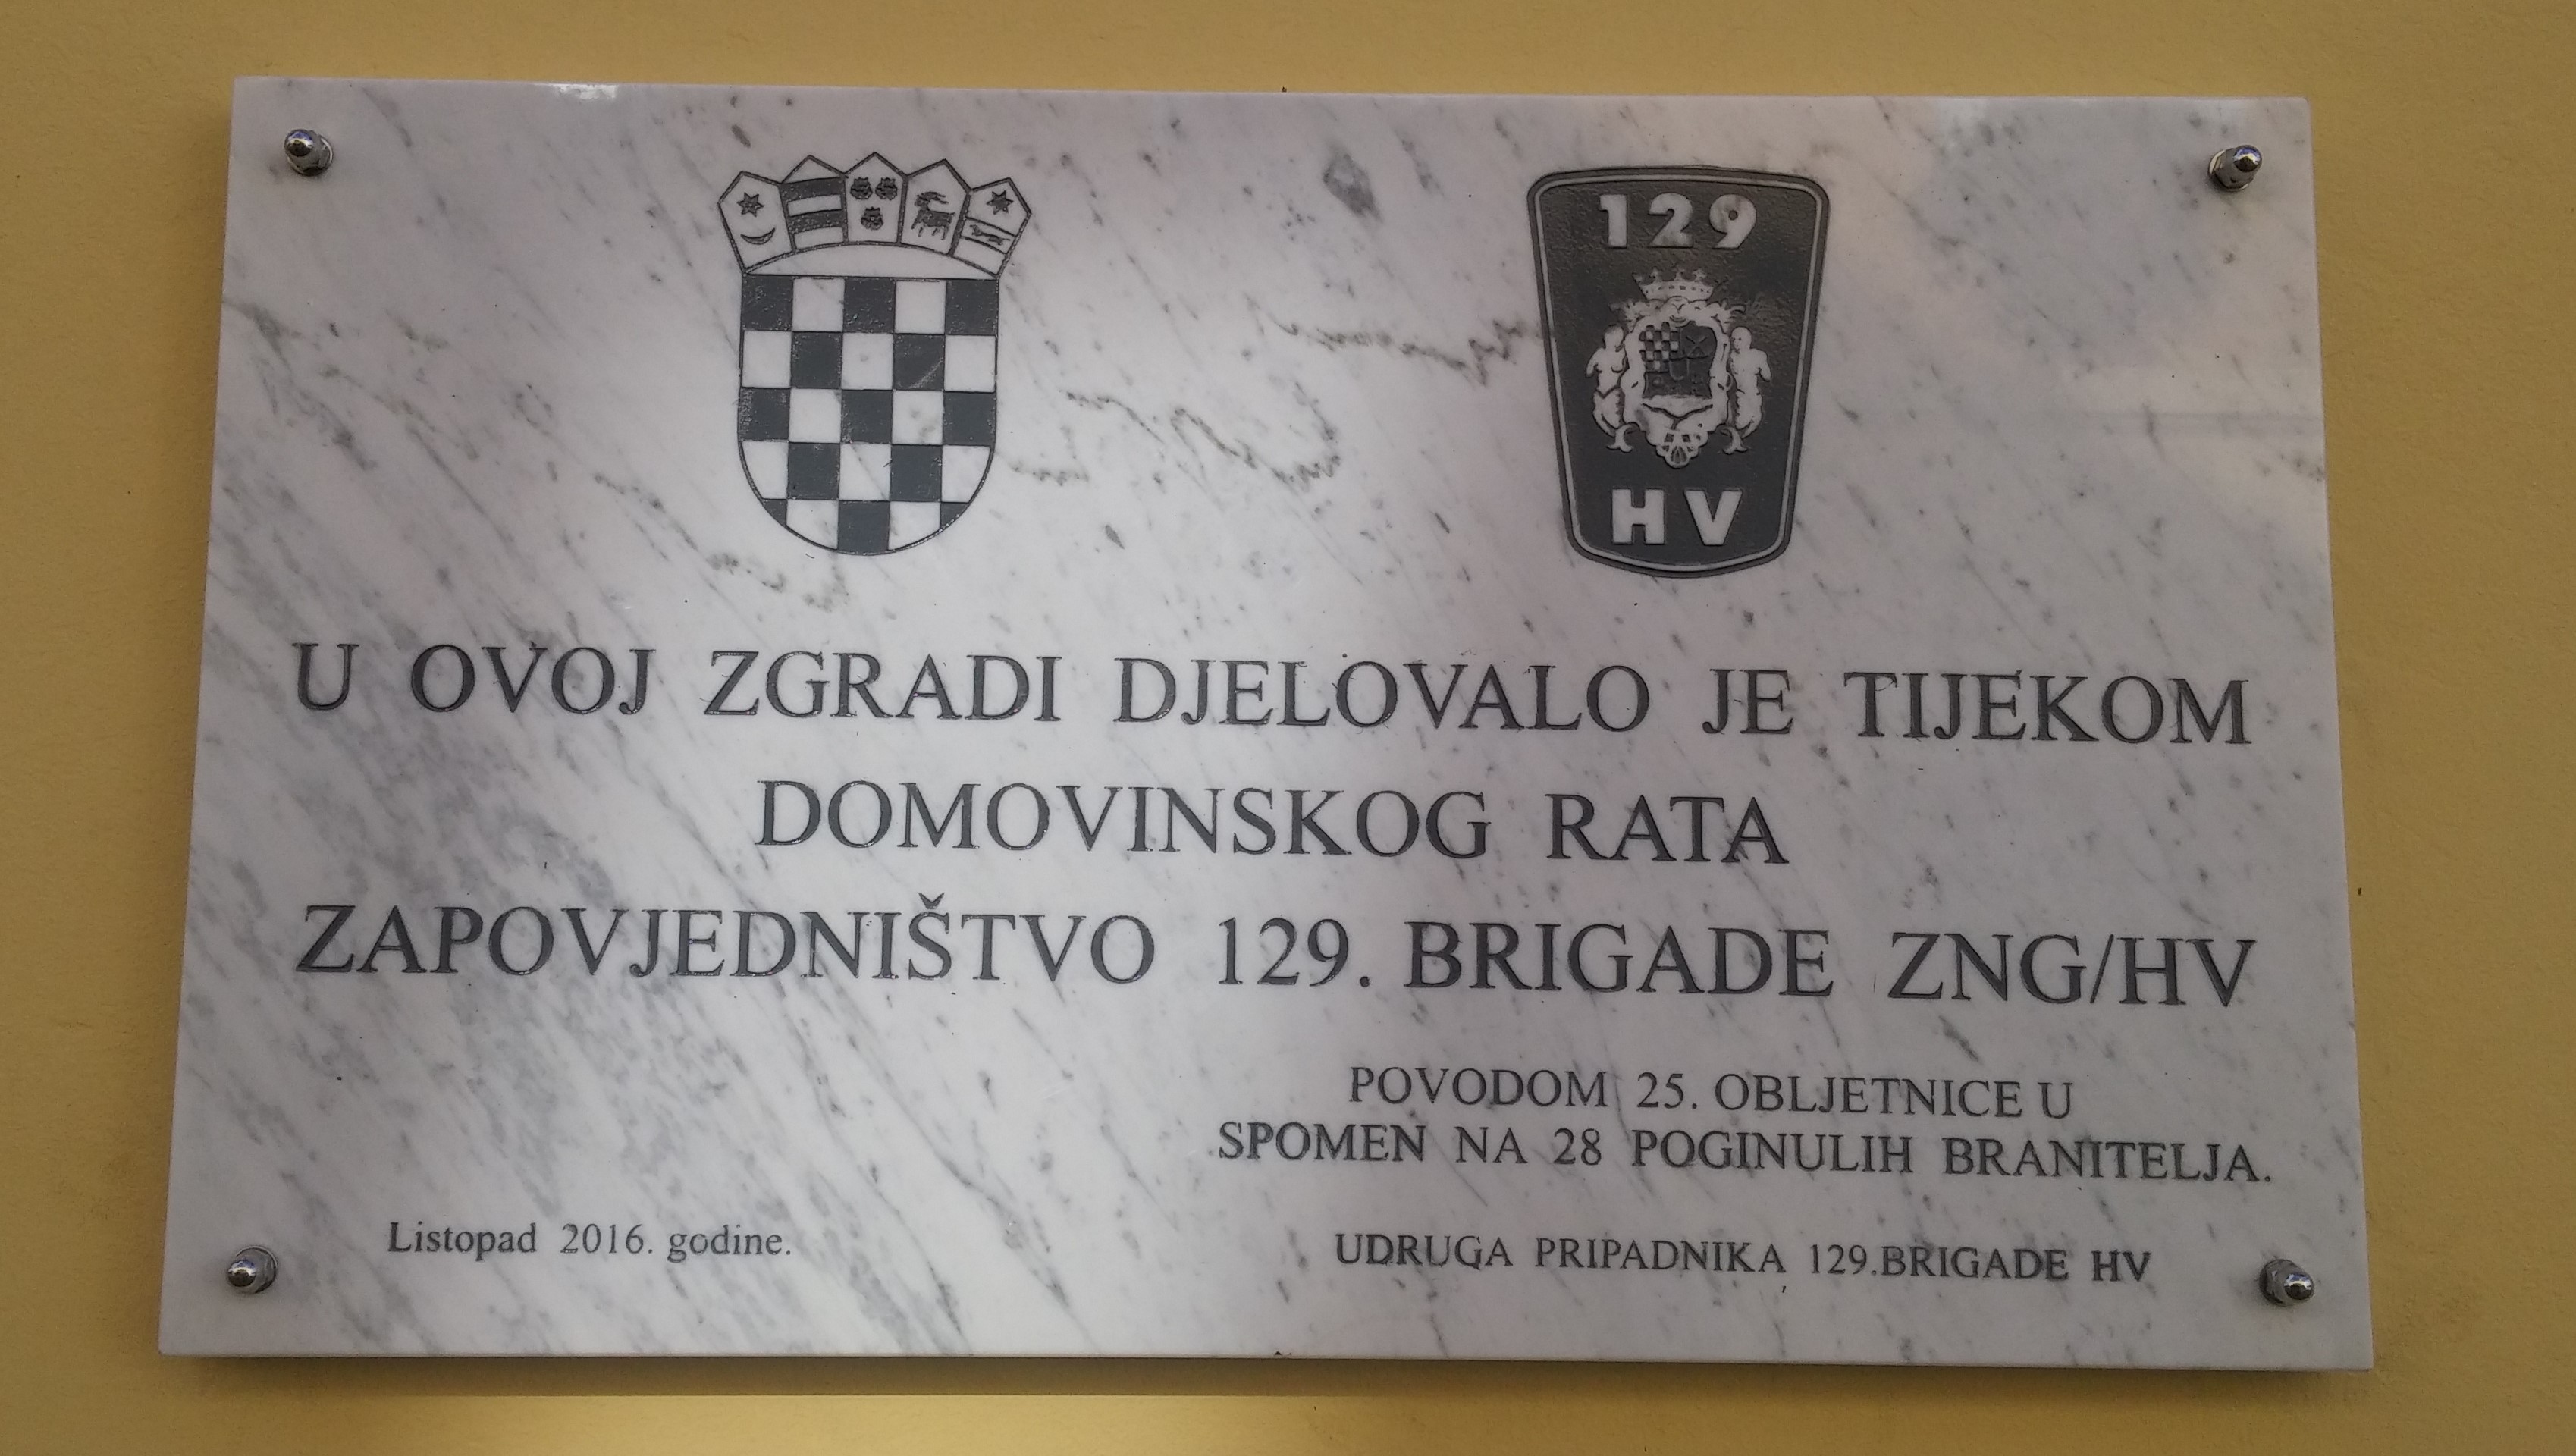 129
HV
U OVOJ ZGRADI DJELOVALO JE TIJEKOM
DOMOVINSKOG RATA
ZAPOVJEDNIŠTVO 129. BRIGADE ZNG/HV
POVODOM 25. OBLJETNICE U
SPOMEN NA 28 POGINULIH BRANITELJA.
Listopad 2016. godine.
UDRUGA PRIPADNIKA 129.BRIGADE HV